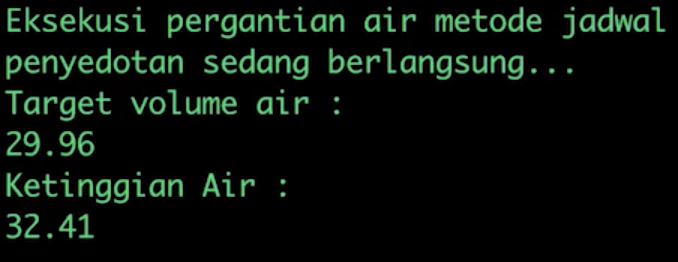 Eksekusi pergantian air metode jadwal
penyedotan sedang berlangsung...
Target volume air :
29.96
Ketinggian Air :
32.41